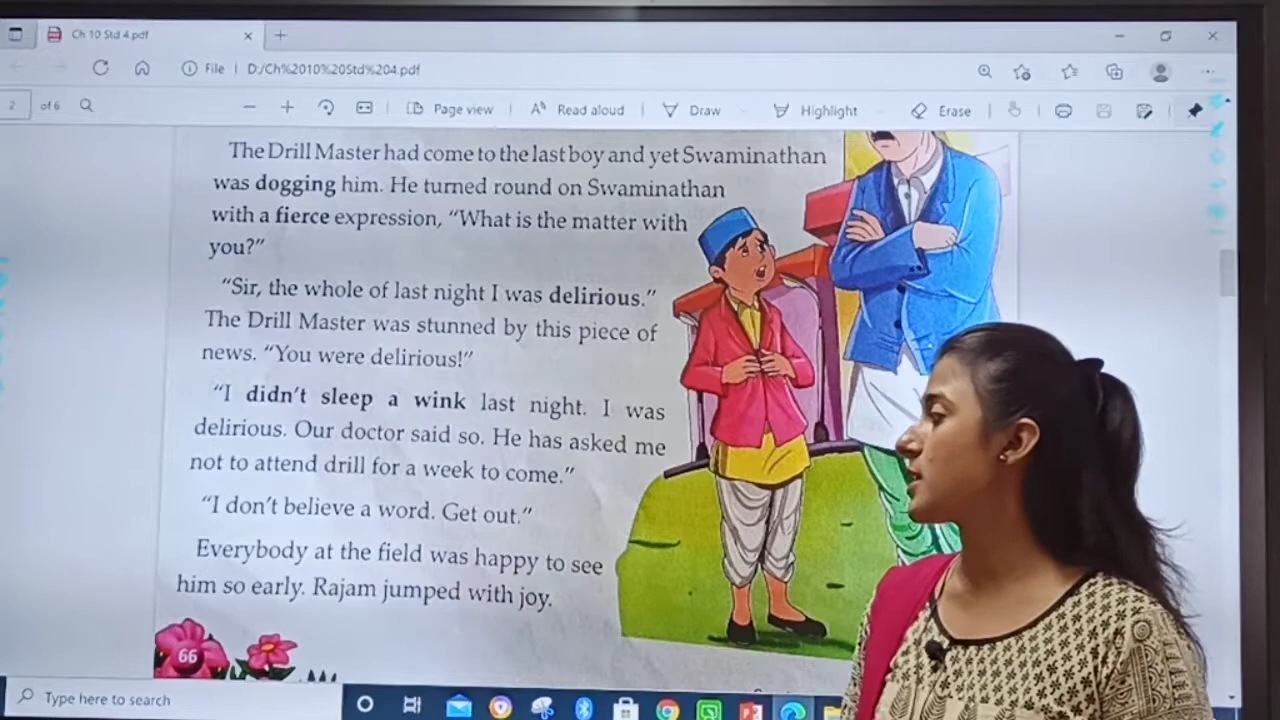 Ch 10 Std 4.pdf
File | D:/Ch%2010%20Std%204.pdf
2 of 6
Page view
Read aloud
Draw
Highlight
Erase
The Drill Master had come to the last boy and yet Swaminathan
was dogging him. He turned round on Swaminathan
with a fierce expression, “What is the matter with
you?”
“Sir, the whole of last night I was delirious.”
The Drill Master was stunned by this piece of
news. “You were delirious!”
“I didn’t sleep a wink last night. I was
delirious. Our doctor said so. He has asked me
not to attend drill for a week to come.”
“I don’t believe a word. Get out.”
Everybody at the field was happy to see
him so early. Rajam jumped with joy.
66
Type here to search